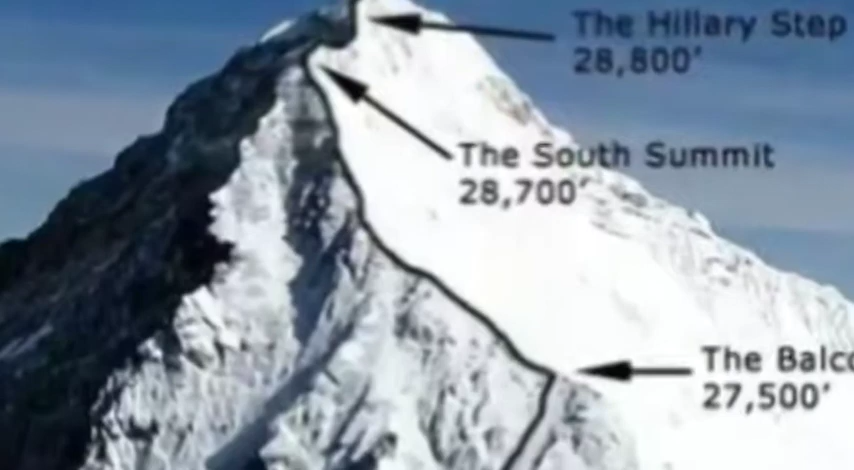 The Hillary Step
28,800'
The South Summit
28,700'
The Balco
27,500'